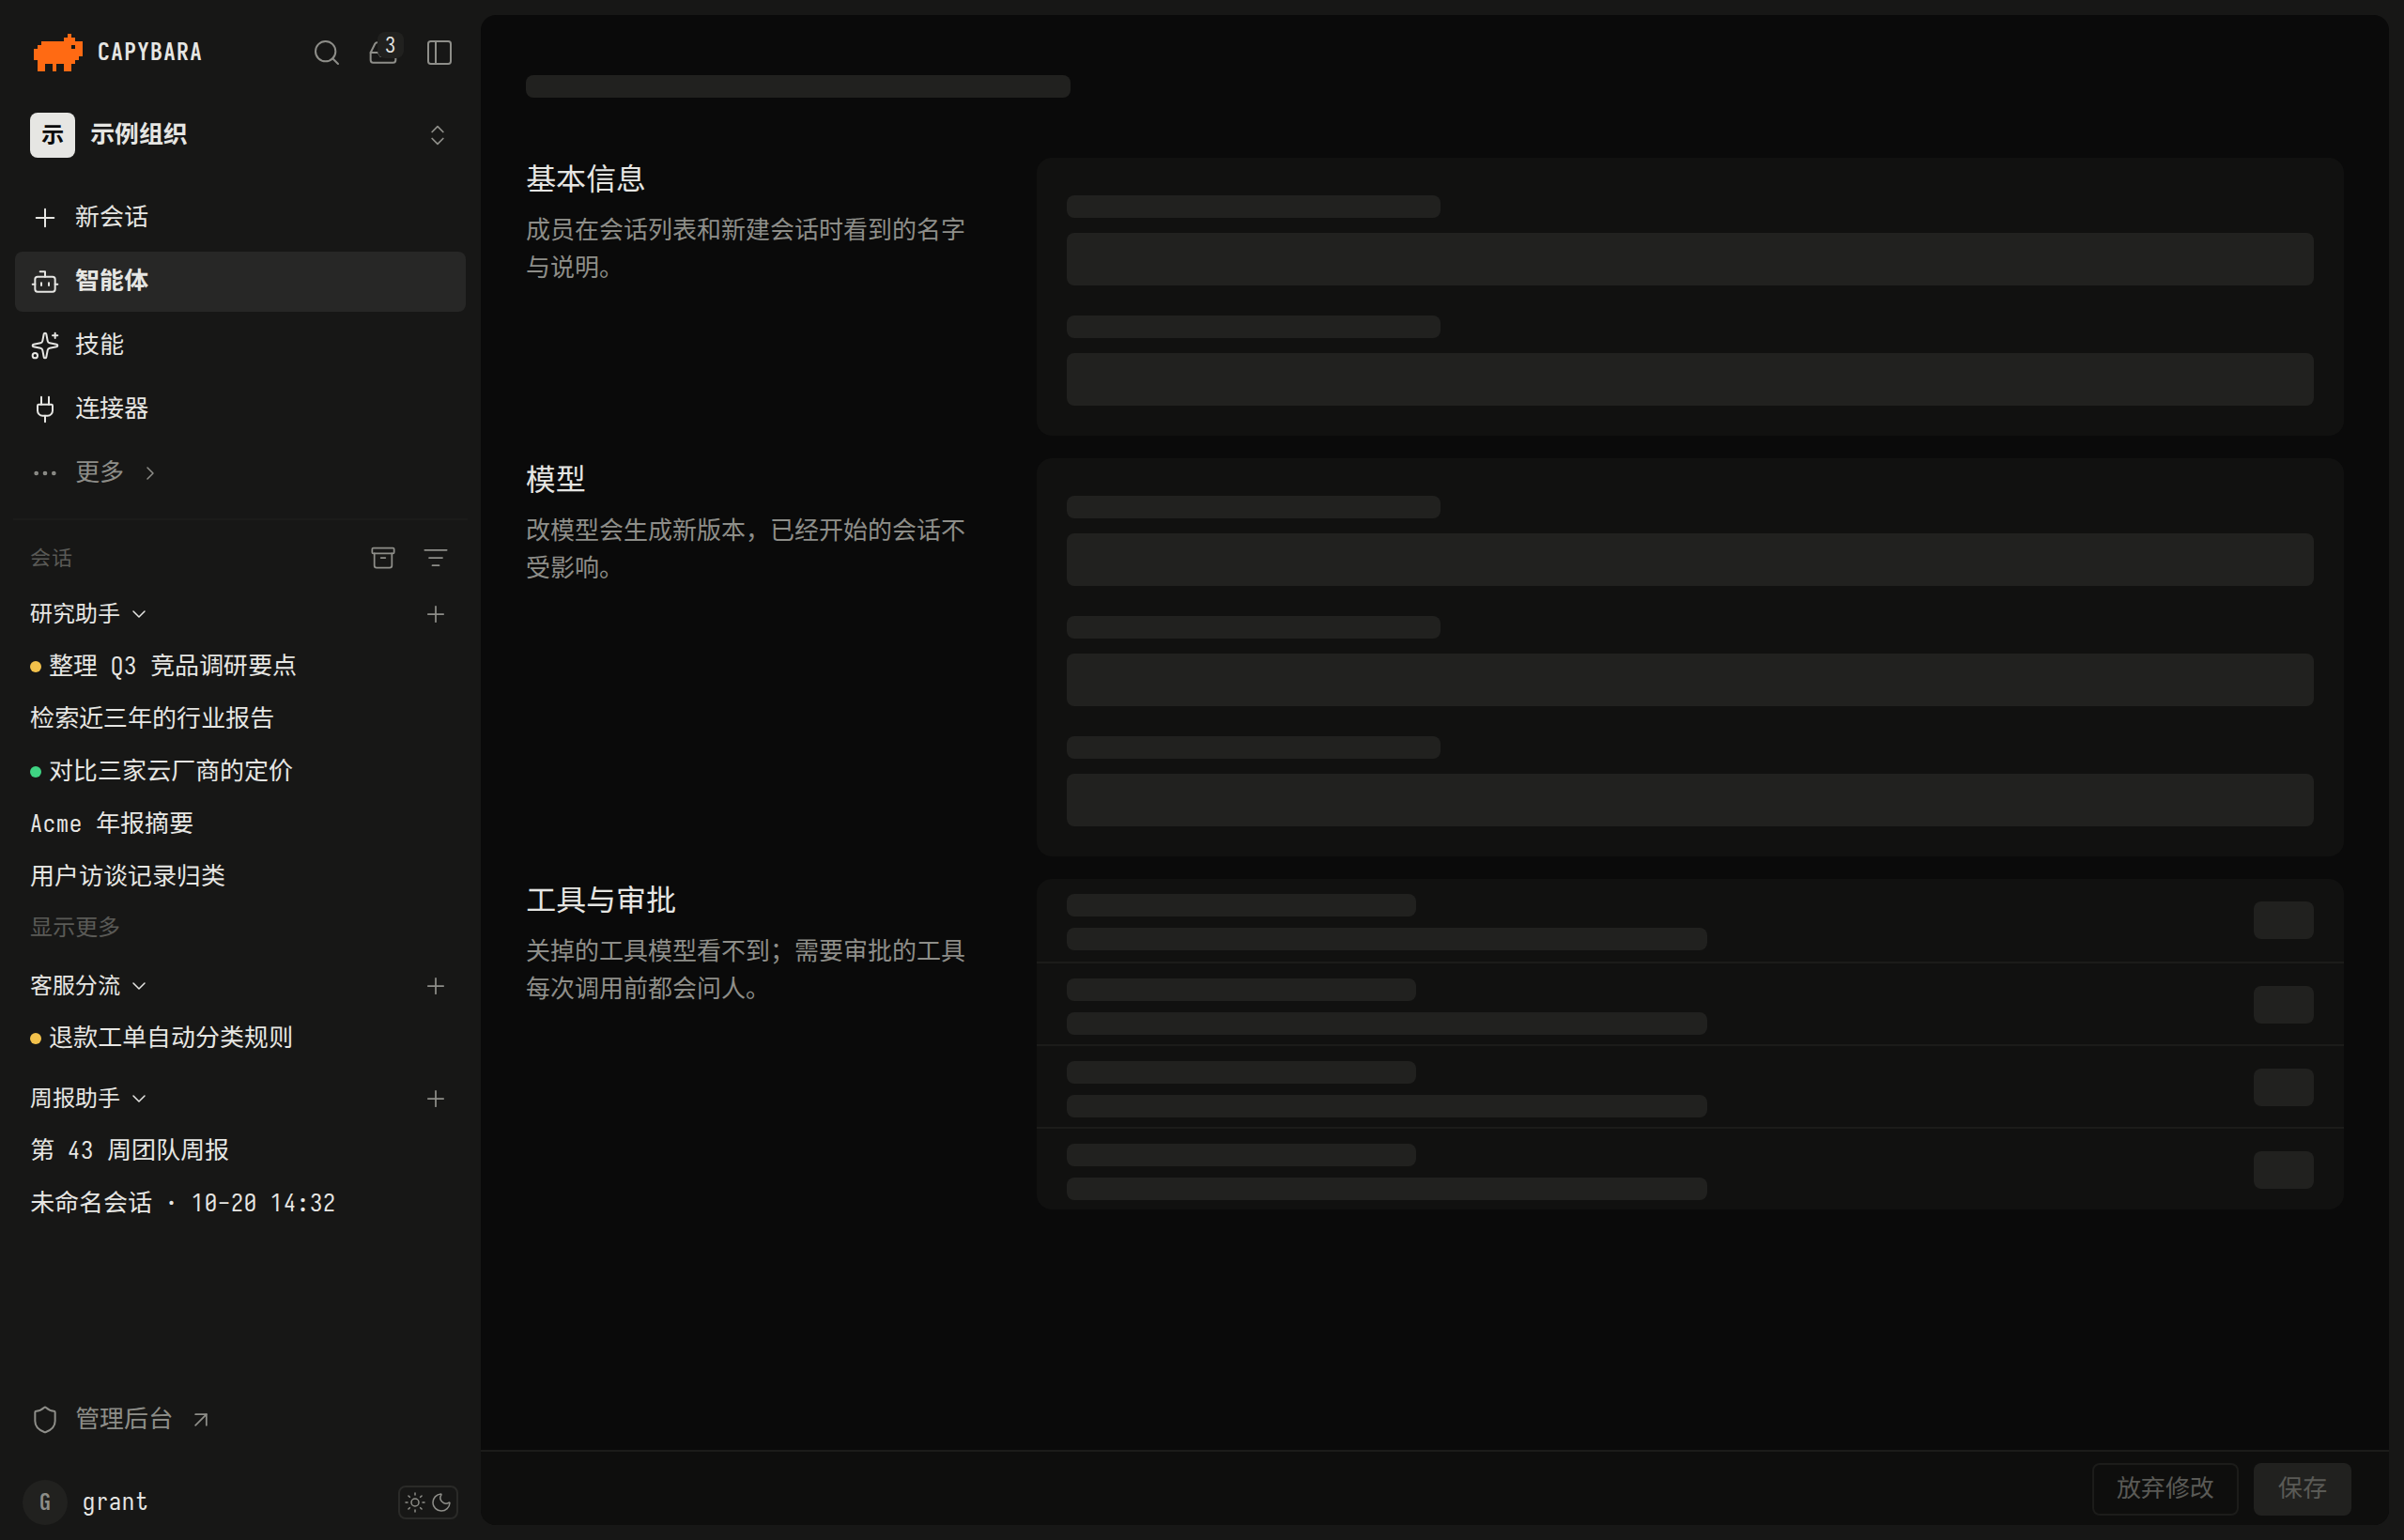 CAPYBARA
3
示 示例组织
新会话
智能体
技能
连接器
更多
会话
研究助手
整理 Q3 竞品调研要点
检索近三年的行业报告
对比三家云厂商的定价
Acme 年报摘要
用户访谈记录归类
显示更多
客服分流
退款工单自动分类规则
周报助手
第 43 周团队周报
未命名会话 · 10-20 14:32
管理后台
G grant
基本信息
成员在会话列表和新建会话时看到的名字
与说明。
模型
改模型会生成新版本，已经开始的会话不
受影响。
工具与审批
关掉的工具模型看不到；需要审批的工具
每次调用前都会问人。
放弃修改 保存